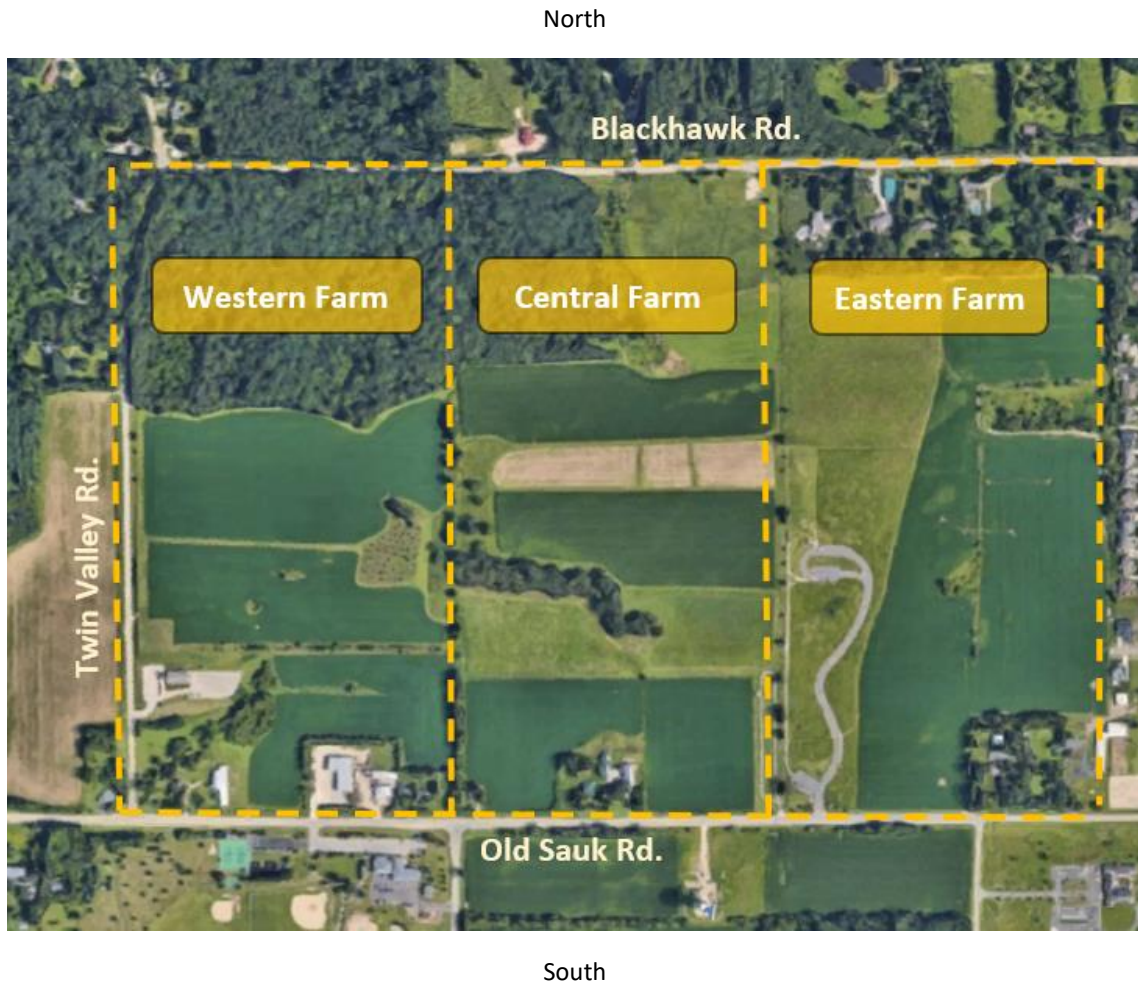 North
Blackhawk Rd.
Western Farm
Central Farm
Eastern Farm
Twin Valley Rd.
Old Sauk Rd.
South